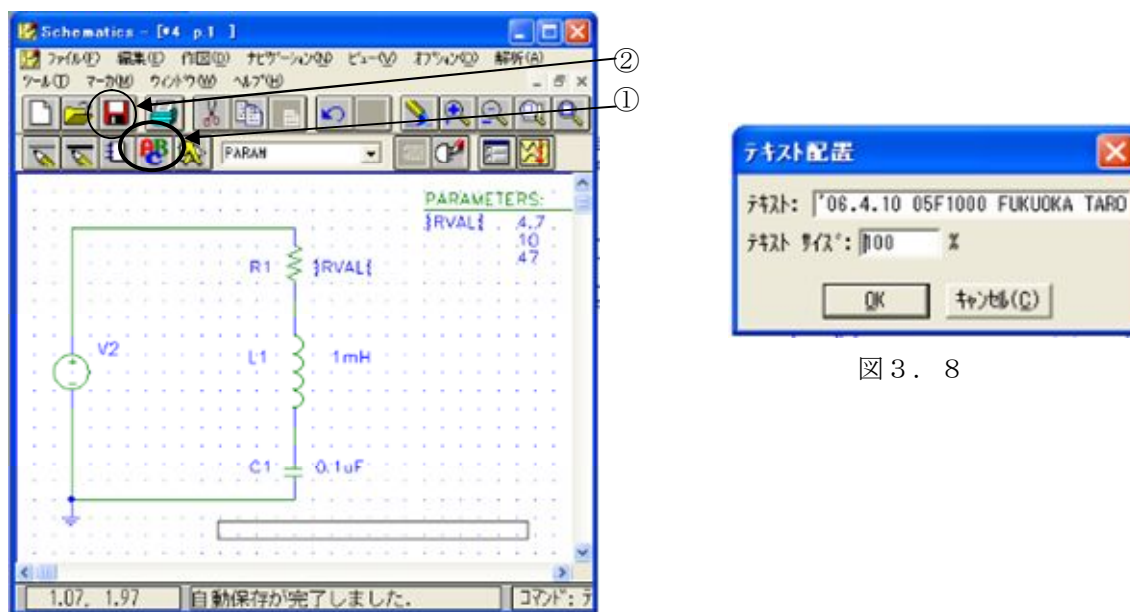 Schematics - [*4 p.1 ]
ファイル(F) 編集(E) 作図(D) ナビゲーション(N) ビュー(V) オプション(O) 解析(A)
ツール(T) マーカ(M) ウィンドウ(W) ヘルプ(H)
②
①
PARAM
PARAMETERS:
}RVAL{ 4.7
10
47
R1 }RVAL{
V2
L1 1mH
C1 0.1uF
1.07, 1.97 自動保存が完了しました. コマンド: テ
テキスト配置
テキスト: '06.4.10 05F1000 FUKUOKA TARO
テキスト サイズ: 100 %
OK キャンセル(C)
図3.8